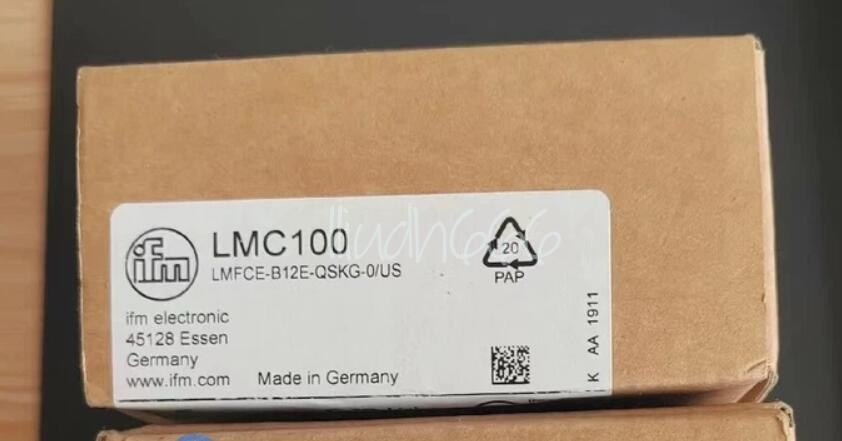 ifm
LMC100
LMFCE-B12E-QSKG-0/US
20
PAP
ifm electronic
45128 Essen
Germany
www.ifm.com
Made in Germany
K AA 1911
liudh666